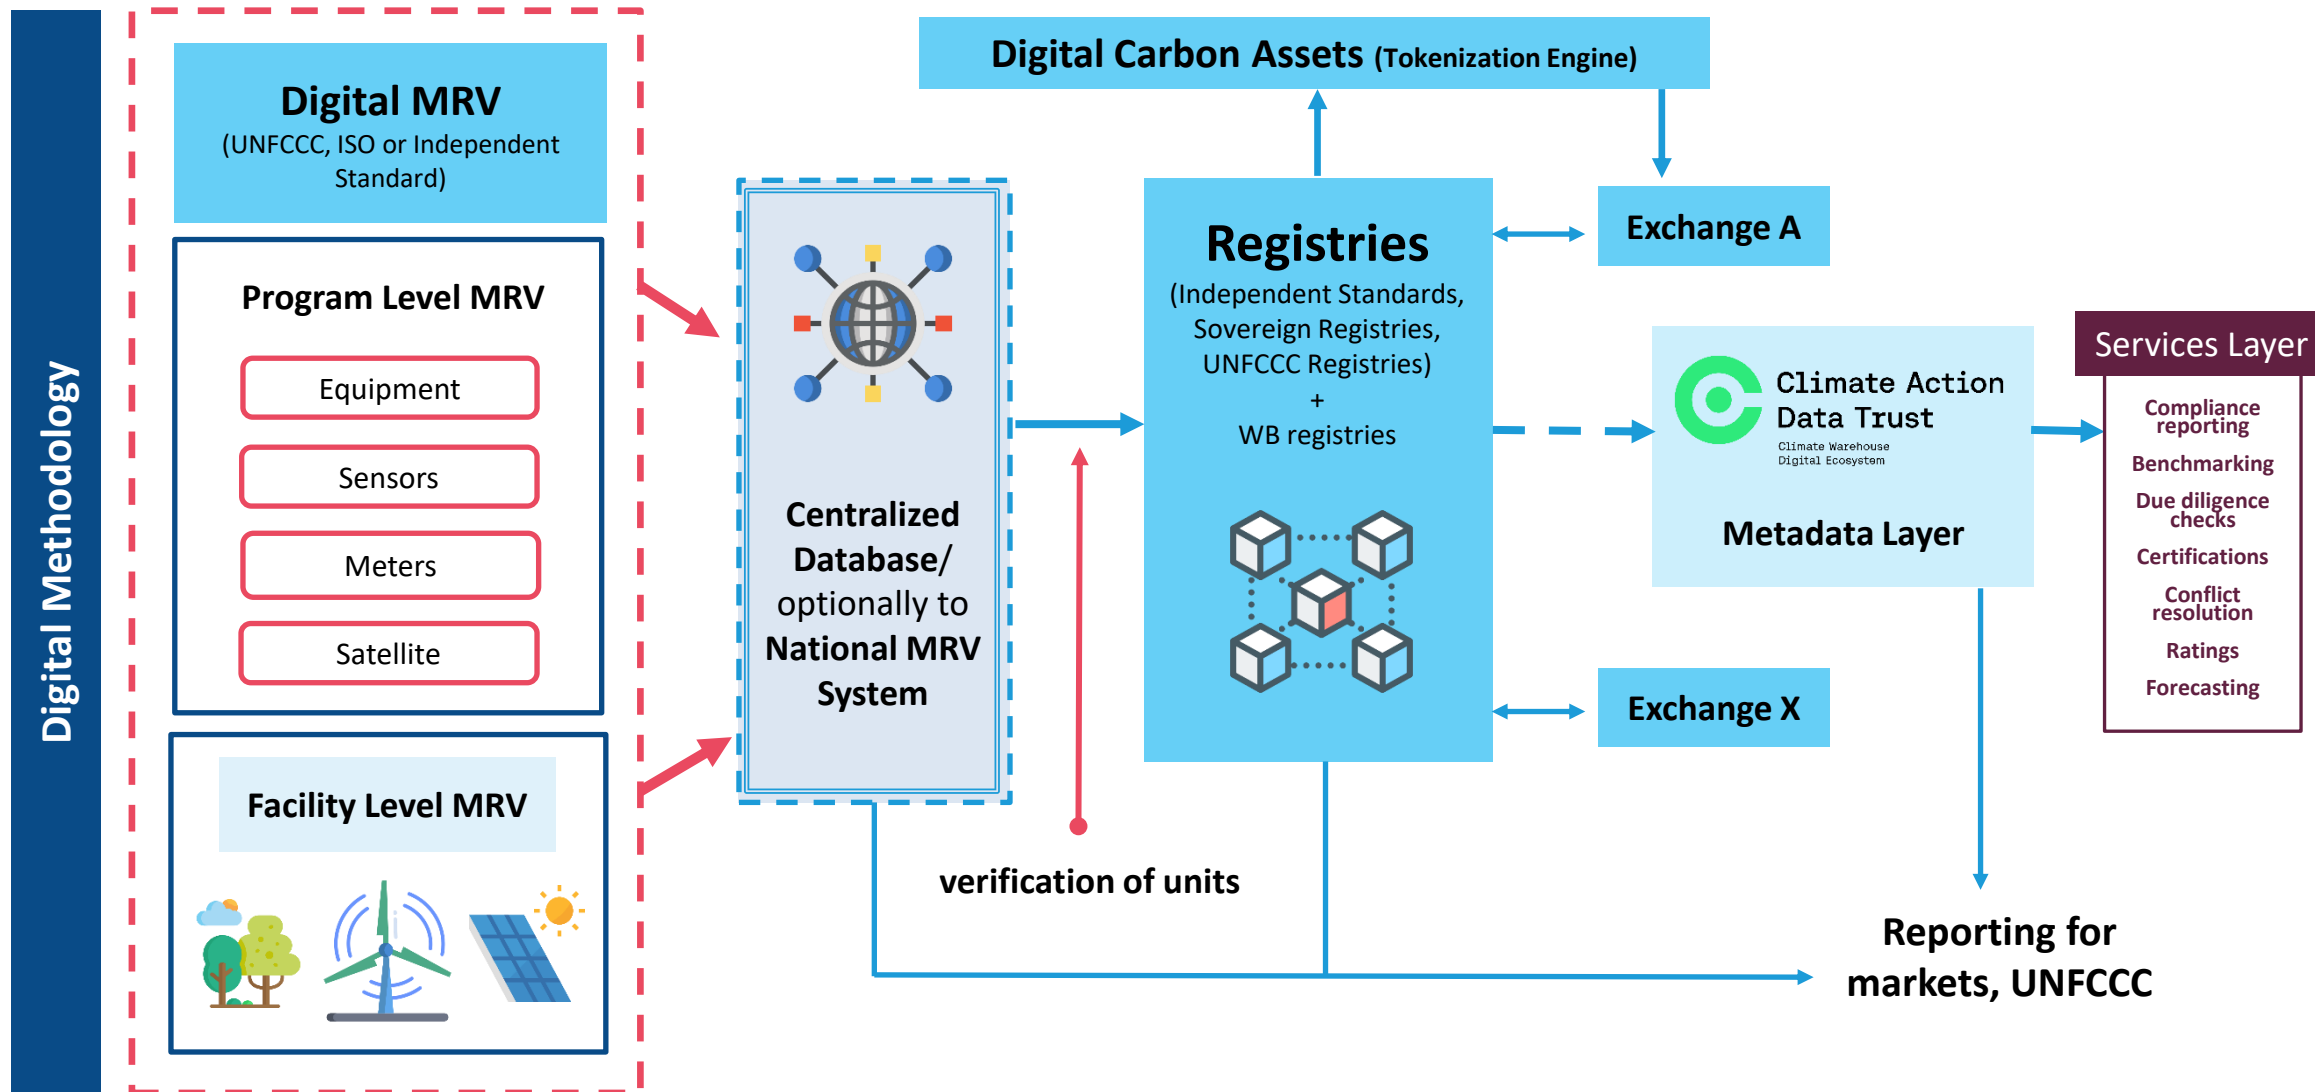 Digital Methodology
Digital MRV
(UNFCCC, ISO or Independent
Standard)
Program Level MRV
Equipment
Sensors
Meters
Satellite
Facility Level MRV
Centralized
Database/
optionally to
National MRV
System
verification of units
Digital Carbon Assets (Tokenization Engine)
Registries
(Independent Standards,
Sovereign Registries,
UNFCCC Registries)
+
WB registries
Exchange A
Exchange X
Climate Action
Data Trust
Climate Warehouse
Digital Ecosystem
Metadata Layer
Services Layer
Compliance
reporting
Benchmarking
Due diligence
checks
Certifications
Conflict
resolution
Ratings
Forecasting
Reporting for
markets, UNFCCC